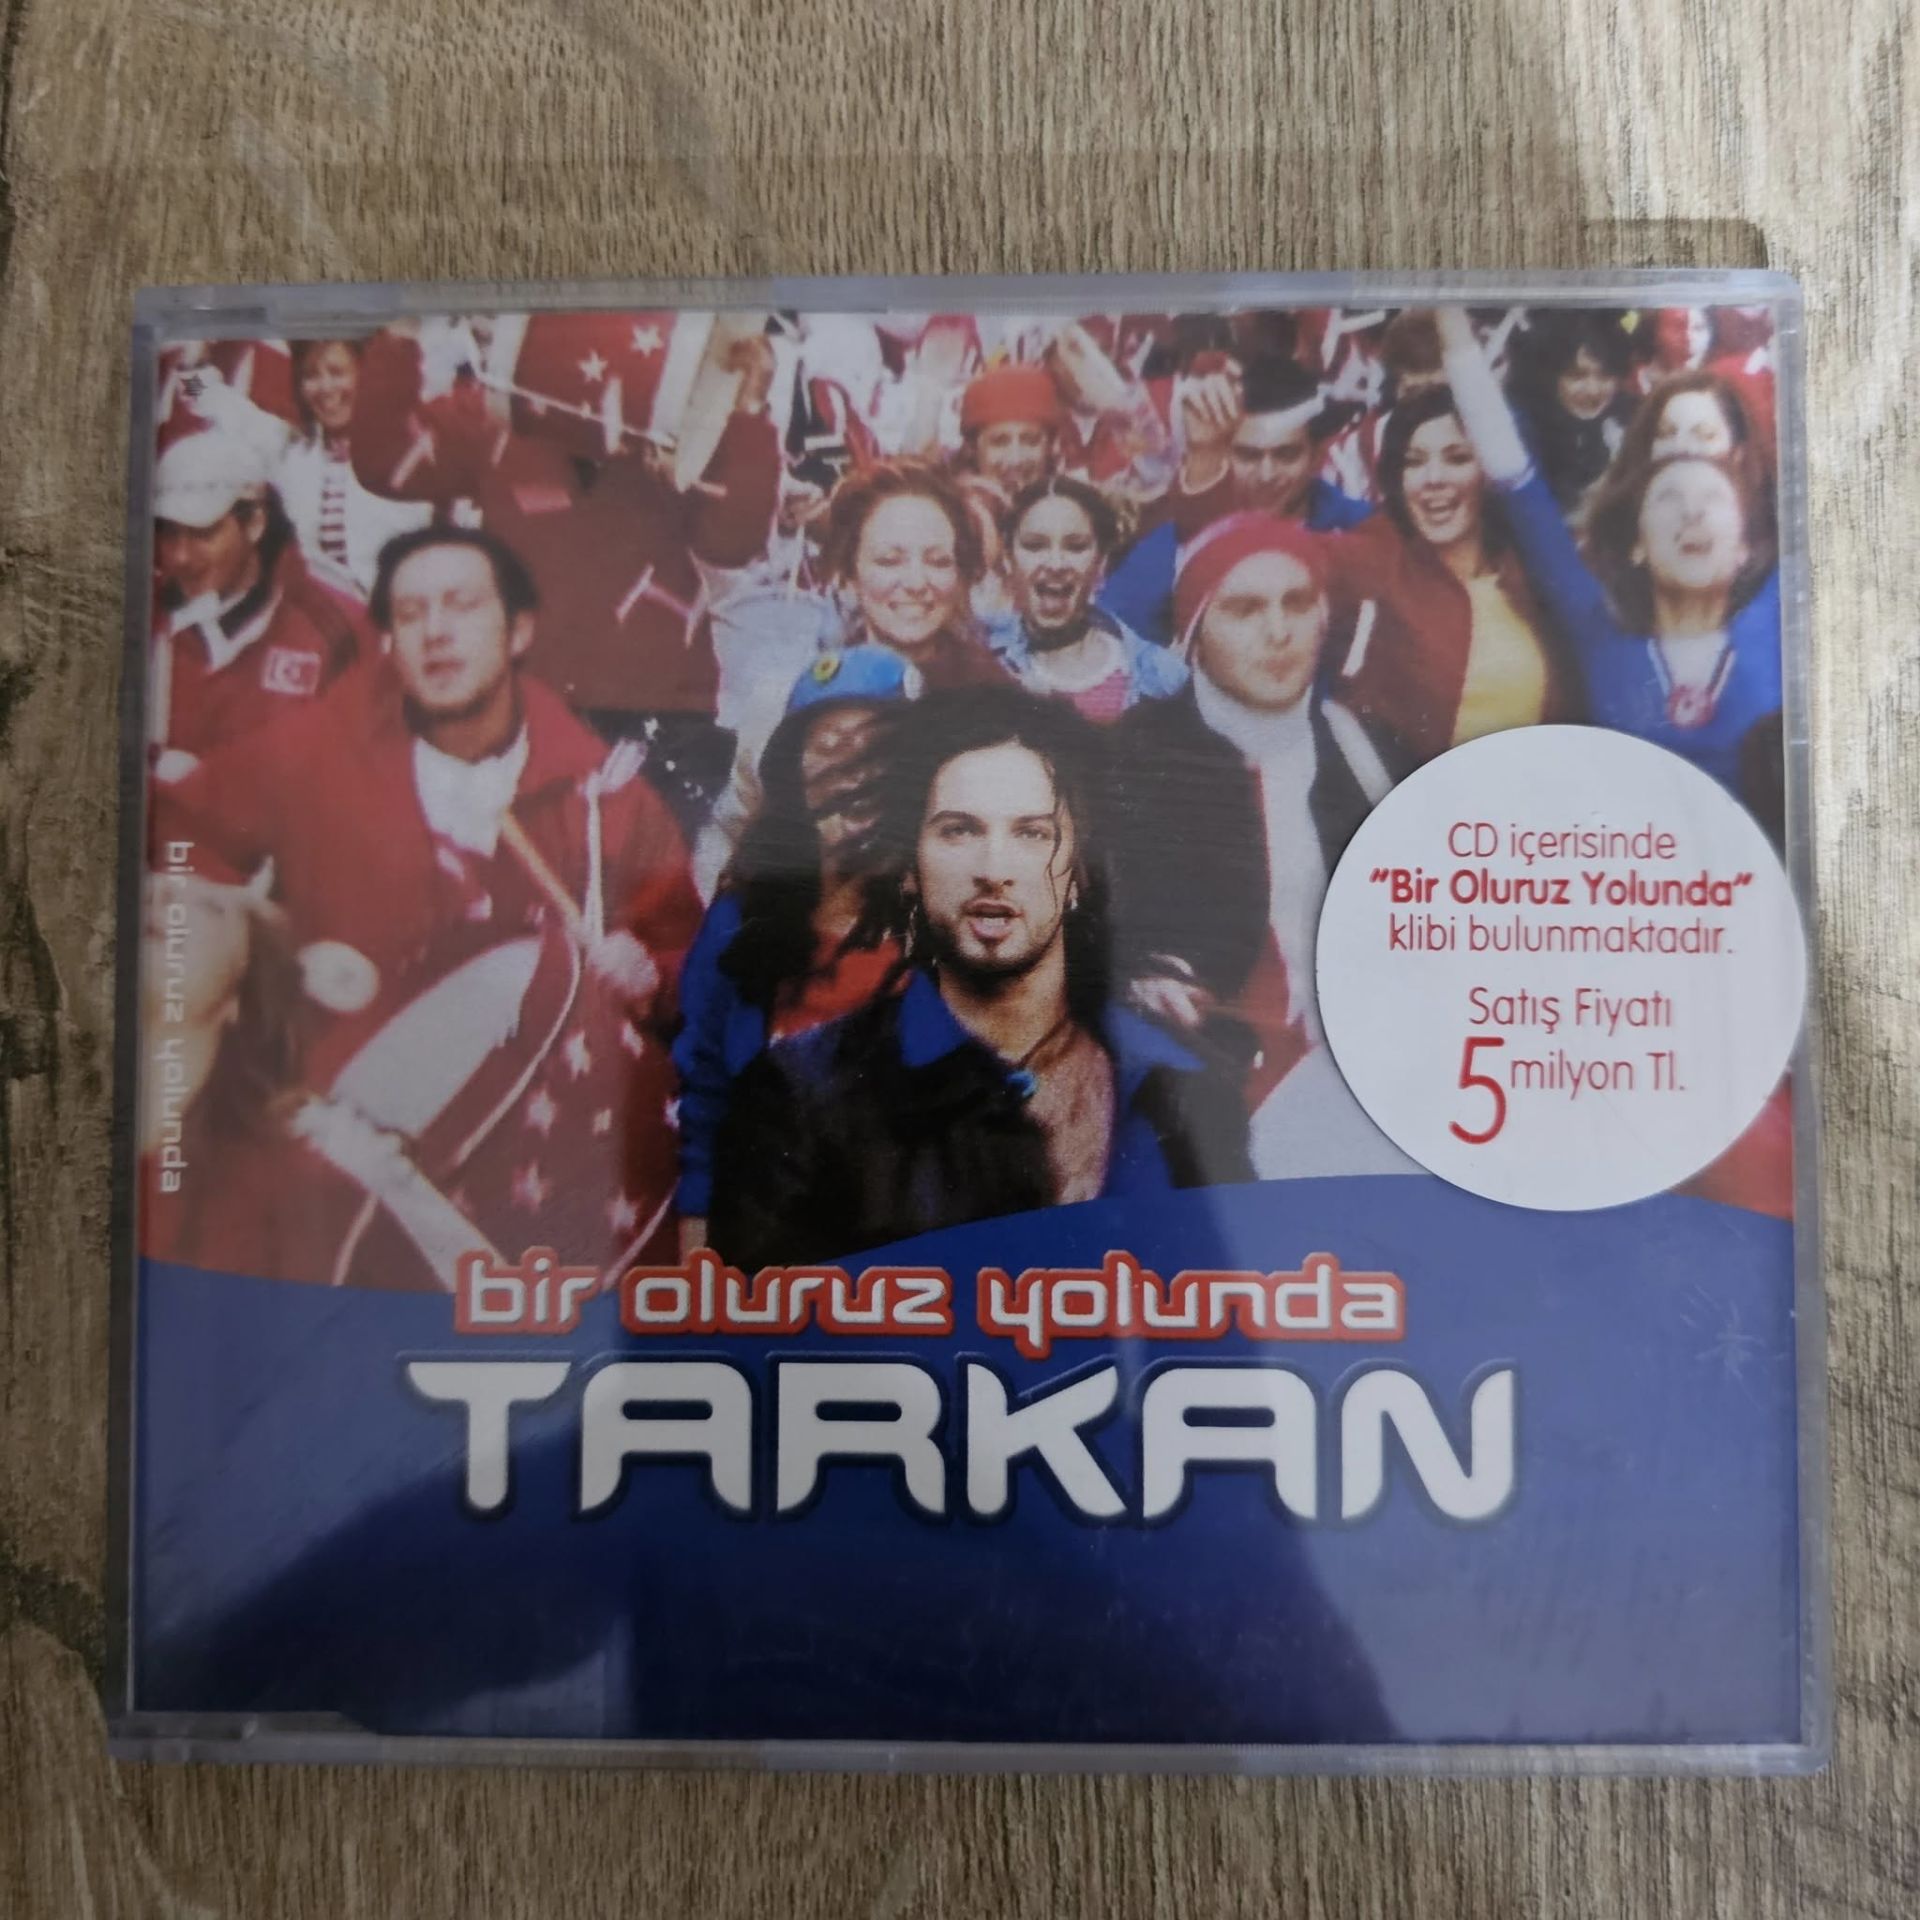 bir oluruz yolunda
CD içerisinde
"Bir Oluruz Yolunda"
klibi bulunmaktadır.
Satış Fiyatı
5 milyon Tl.
bir oluruz yolunda
TARKAN